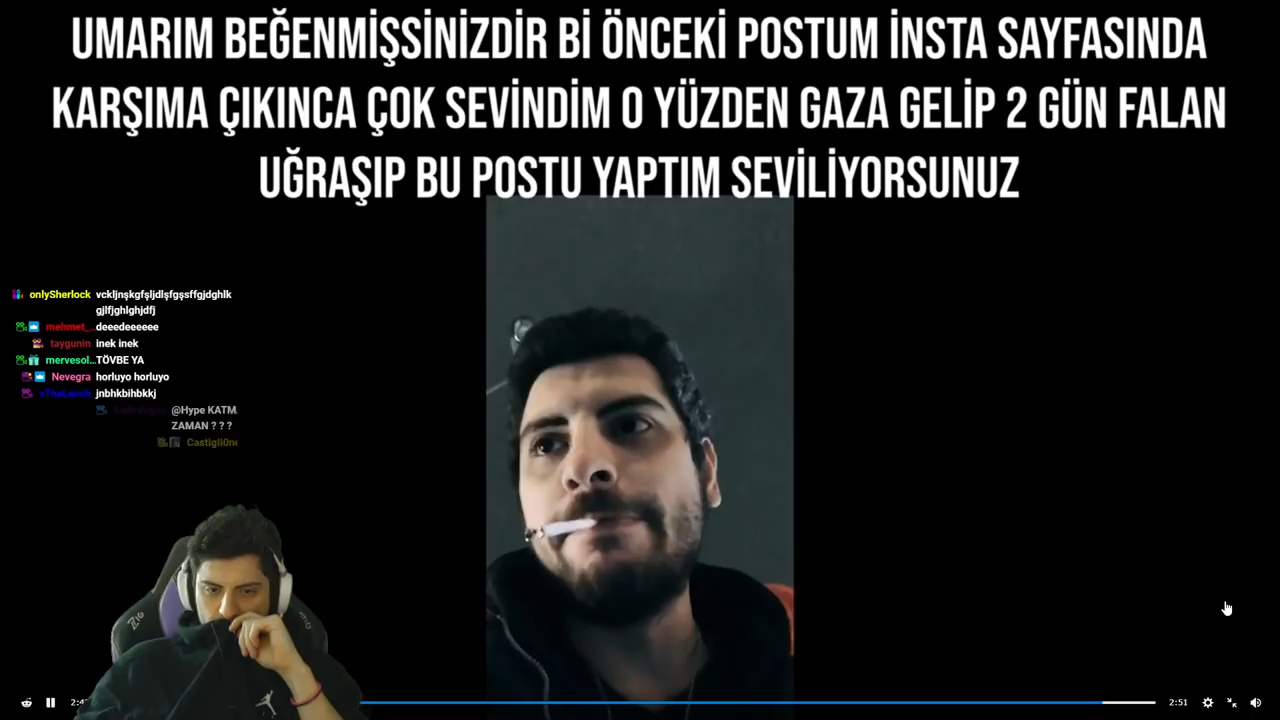 UMARIM BEĞENMİŞSİNİZDİR Bİ ÖNCEKİ POSTUM İNSTA SAYFASINDA
KARŞIMA ÇIKINCA ÇOK SEVİNDİM O YÜZDEN GAZA GELİP 2 GÜN FALAN
UĞRAŞIP BU POSTU YAPTIM SEVİLİYORSUNUZ
onlySherlock vckljnşkgfşljdlşfgşsffgjdghlk
gjlfjghlghjdfj
mehmet_... deeedeeeeee
taygunin inek inek
mervesol... TÖVBE YA
Nevegra horluyo horluyo
jnbhkbihbkkj
@Hype KATM
ZAMAN ? ? ?
Castigli0n
2:51